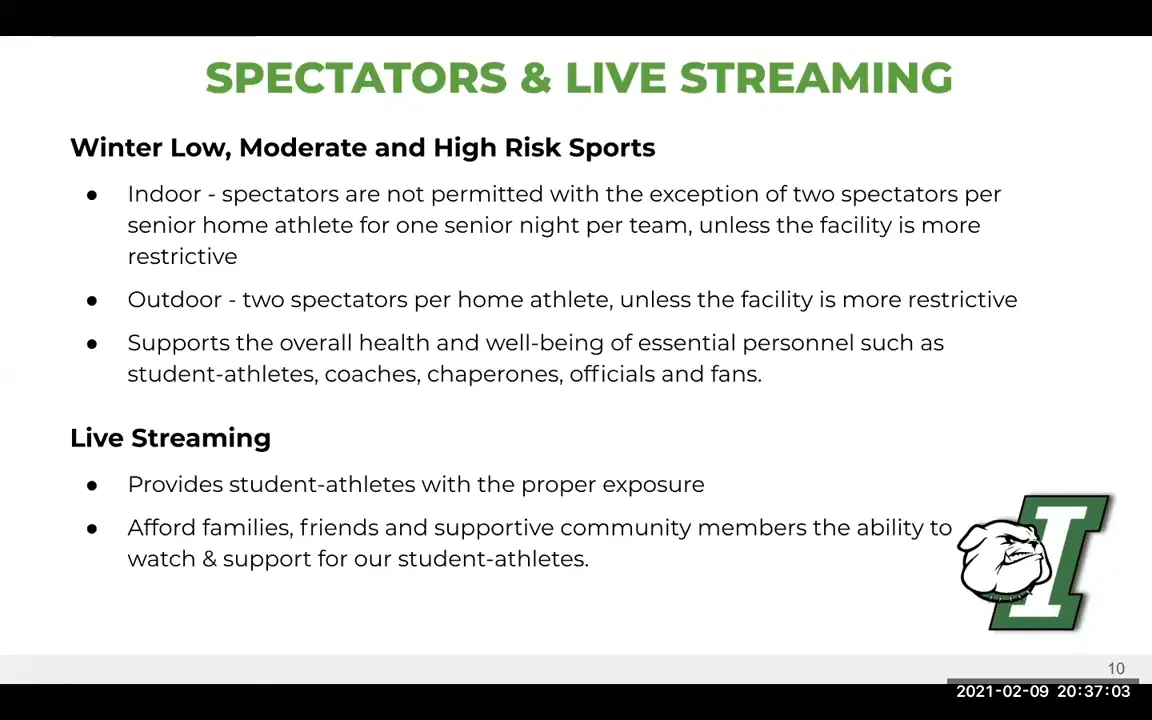 SPECTATORS & LIVE STREAMING
Winter Low, Moderate and High Risk Sports
● Indoor - spectators are not permitted with the exception of two spectators per
senior home athlete for one senior night per team, unless the facility is more
restrictive
● Outdoor - two spectators per home athlete, unless the facility is more restrictive
● Supports the overall health and well-being of essential personnel such as
student-athletes, coaches, chaperones, officials and fans.
Live Streaming
● Provides student-athletes with the proper exposure
● Afford families, friends and supportive community members the ability to
watch & support for our student-athletes.
I
10
2021-02-09 20:37:03